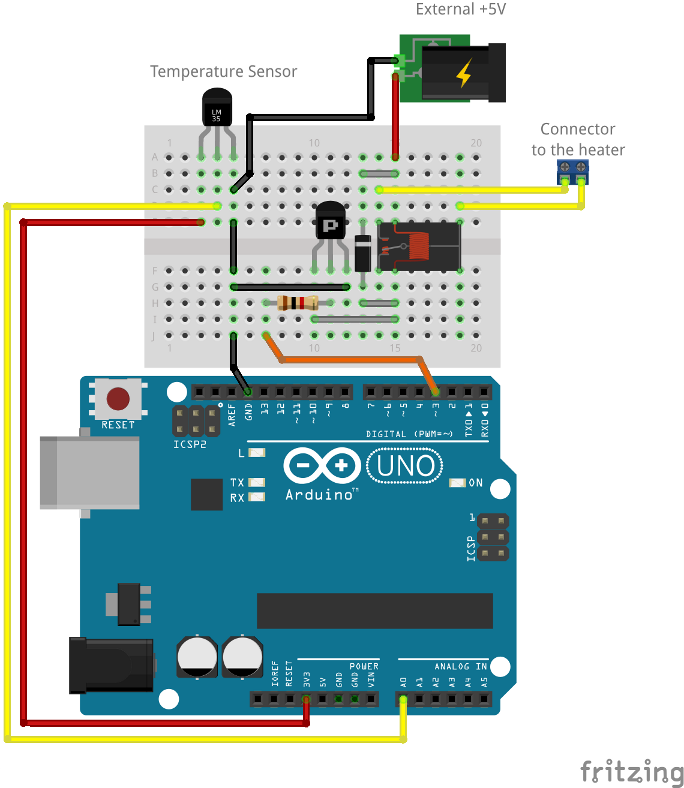 External +5V
Temperature Sensor
LM
35
Connector
to the heater
1 10 15 20
A
B
C
P
F
G
H
I
J
1 15 20
RESET
ICSP2
AREF
GND
13
12
~11
~10
~9
8
7
~6
~5
4
~3
2
TX0▶1
RX0◀0
DIGITAL (PWM=~)
L
TX
RX
UNO
Arduino™
ON
1
ICSP
POWER
ANALOG IN
IOREF
RESET
3V3
5V
GND
GND
VIN
A0
A1
A2
A3
A4
A5
fritzing